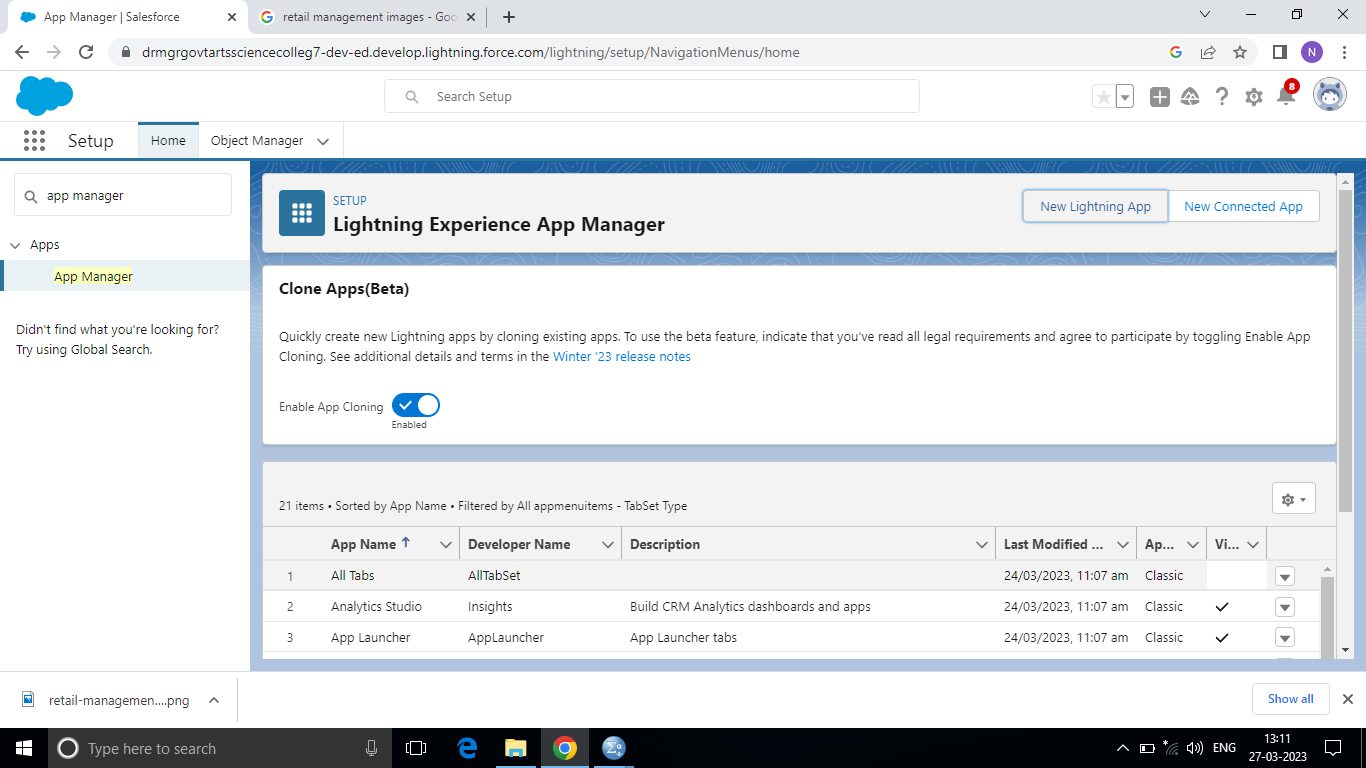 App Manager | Salesforce
retail management images - Goo
drmgrgovtartssciencecolleg7-dev-ed.develop.lightning.force.com/lightning/setup/NavigationMenus/home
N
Search Setup
8
Setup
Home
Object Manager
app manager
Apps
App Manager
Didn't find what you're looking for?
Try using Global Search.
SETUP
Lightning Experience App Manager
New Lightning App
New Connected App
Clone Apps(Beta)
Quickly create new Lightning apps by cloning existing apps. To use the beta feature, indicate that you've read all legal requirements and agree to participate by toggling Enable App
Cloning. See additional details and terms in the Winter '23 release notes
Enable App Cloning
Enabled
21 items • Sorted by App Name • Filtered by All appmenuitems - TabSet Type
App Name Developer Name Description Last Modified ... Ap... Vi...
1 All Tabs AllTabSet 24/03/2023, 11:07 am Classic
2 Analytics Studio Insights Build CRM Analytics dashboards and apps 24/03/2023, 11:07 am Classic
3 App Launcher AppLauncher App Launcher tabs 24/03/2023, 11:07 am Classic
retail-managemen....png
Show all
Type here to search
ENG
13:11
27-03-2023